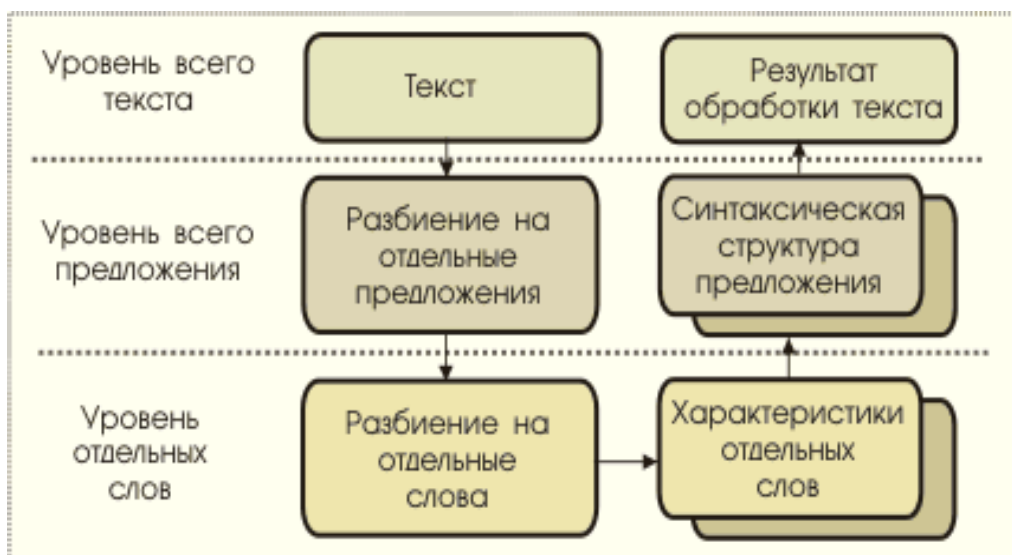 Уровень всего
текста
Текст
Результат
обработки текста
Уровень всего
предложения
Разбиение на
отдельные
предложения
Синтаксическая
структура
предложения
Уровень
отдельных
слов
Разбиение на
отдельные
слова
Характеристики
отдельных
слов